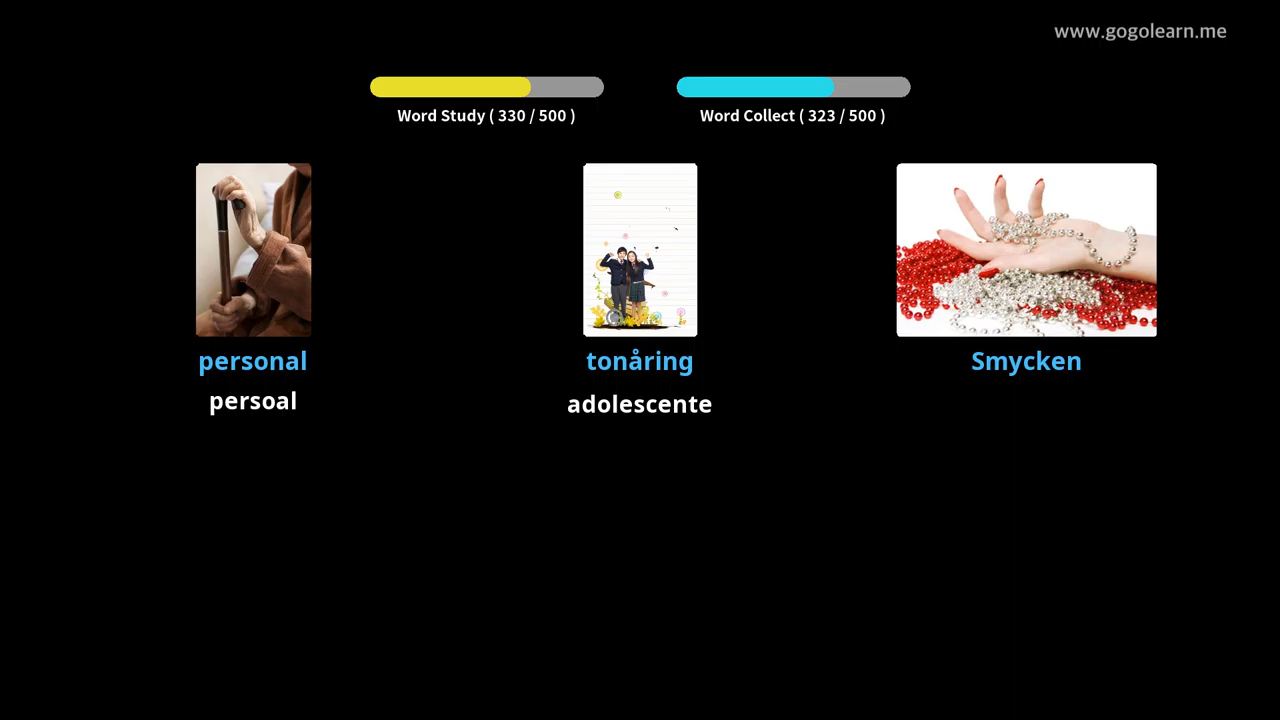 www.gogolearn.me
Word Study ( 330 / 500 )
Word Collect ( 323 / 500 )
personal
tonåring
Smycken
persoal
adolescente